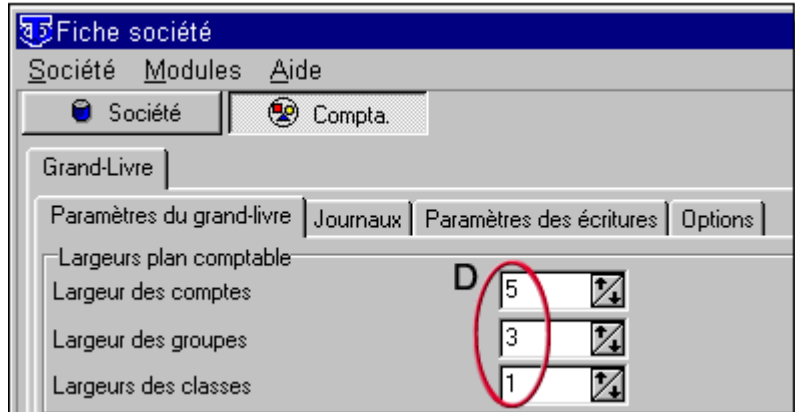 Fiche société
Société Modules Aide
Société Compta.
Grand-Livre
Paramètres du grand-livre Journaux Paramètres des écritures Options
Largeurs plan comptable
D
Largeur des comptes 5
Largeur des groupes 3
Largeurs des classes 1